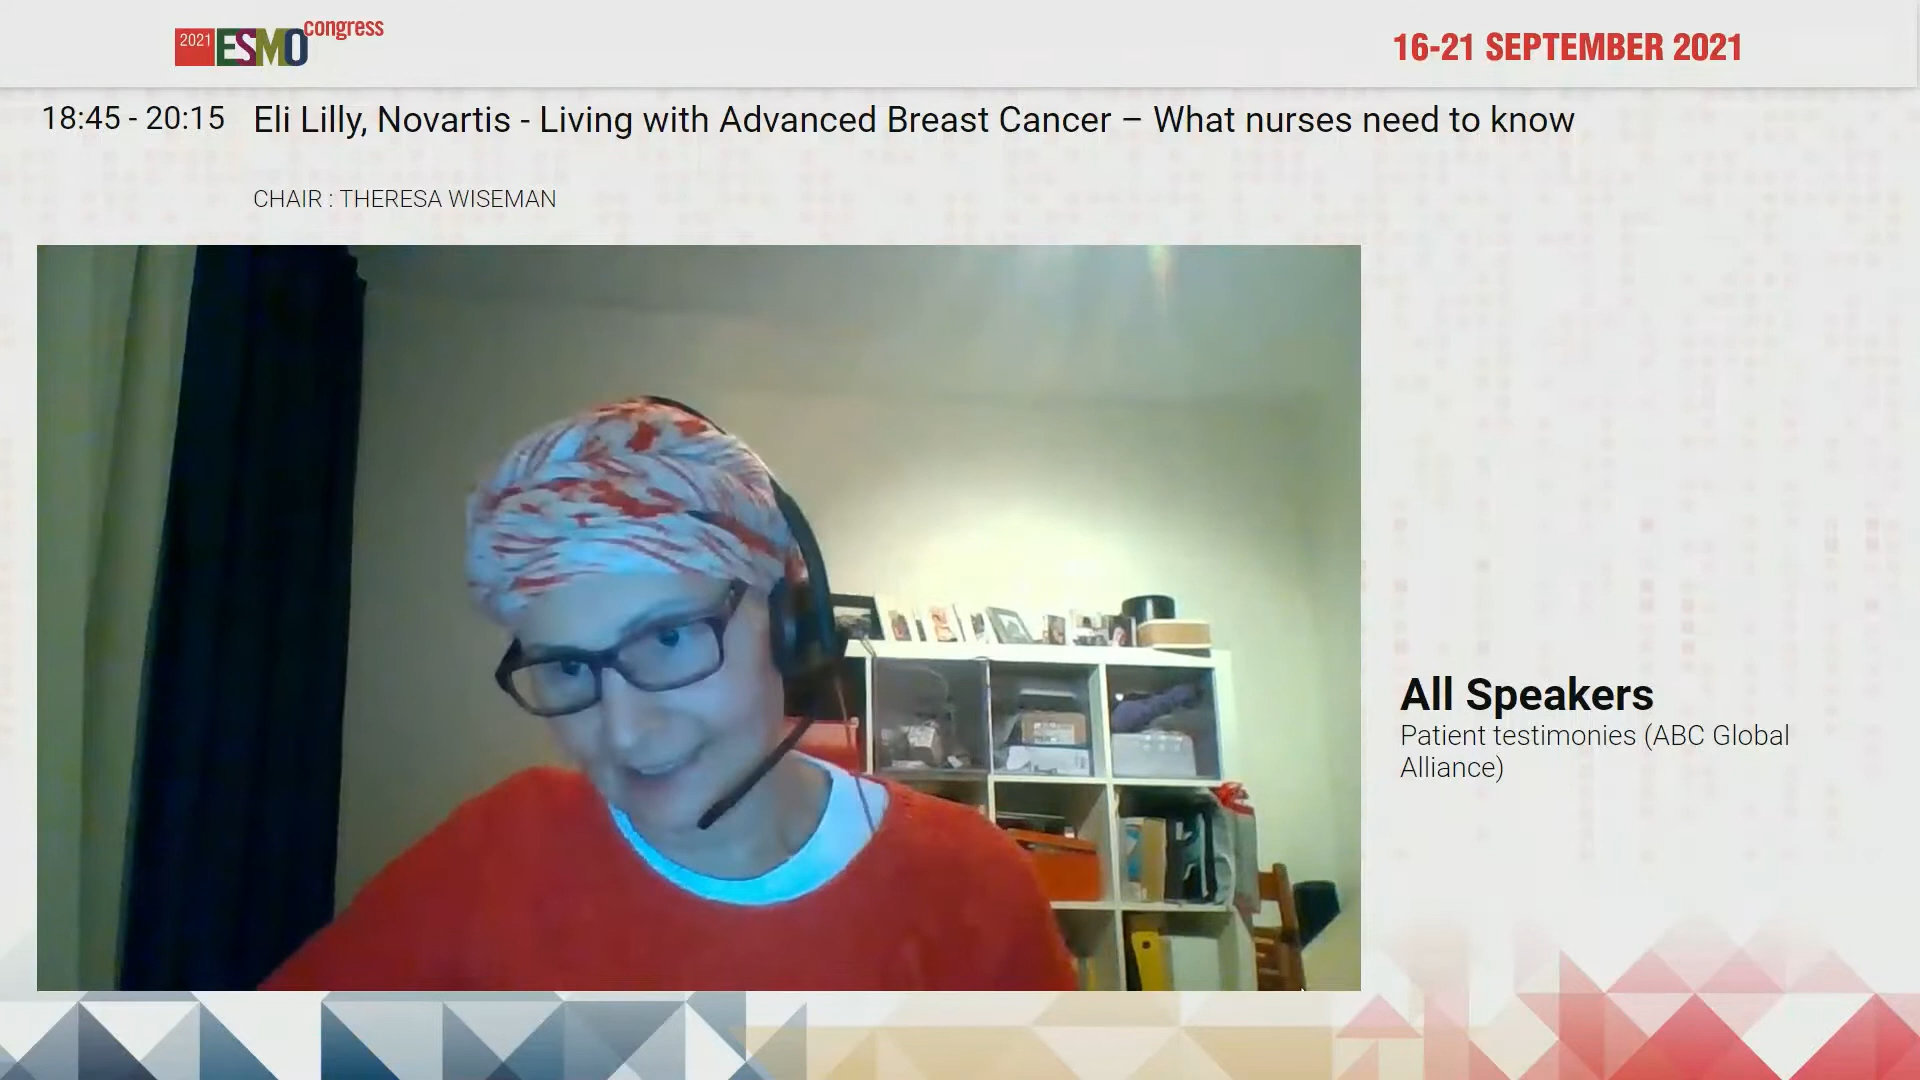 2021 ESMO congress
16-21 SEPTEMBER 2021
18:45 - 20:15 Eli Lilly, Novartis - Living with Advanced Breast Cancer – What nurses need to know
CHAIR : THERESA WISEMAN
All Speakers
Patient testimonies (ABC Global
Alliance)